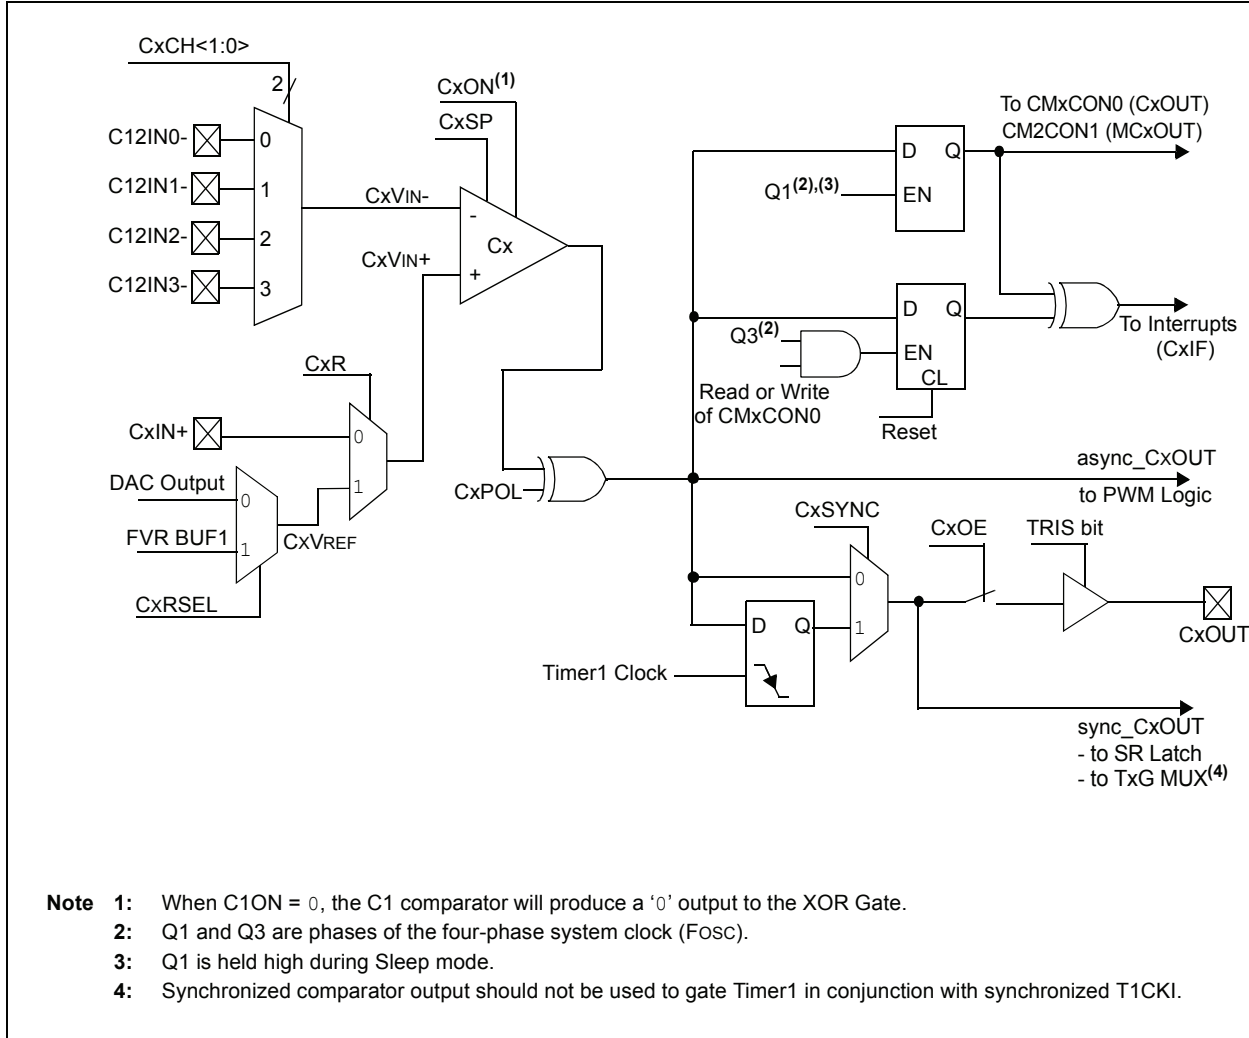 CxCH<1:0>
2
CxON(1)
CxSP
C12IN0-
0
C12IN1-
1
C12IN2-
2
C12IN3-
3
CxVIN-
-
Cx
CxVIN+
+
To CMxCON0 (CxOUT)
CM2CON1 (MCxOUT)
D Q
Q1(2),(3)
EN
D Q
Q3(2)
EN
CL
Read or Write
of CMxCON0
Reset
To Interrupts
(CxIF)
CxR
CxIN+
0
1
DAC Output
0
FVR BUF1
1
CxVREF
CxRSEL
CxPOL
async_CxOUT
to PWM Logic
CxSYNC
CxOE
TRIS bit
0
D Q
1
Timer1 Clock
CxOUT
sync_CxOUT
- to SR Latch
- to TxG MUX(4)
Note 1: When C1ON = 0, the C1 comparator will produce a ‘0’ output to the XOR Gate.
2: Q1 and Q3 are phases of the four-phase system clock (FOSC).
3: Q1 is held high during Sleep mode.
4: Synchronized comparator output should not be used to gate Timer1 in conjunction with synchronized T1CKI.